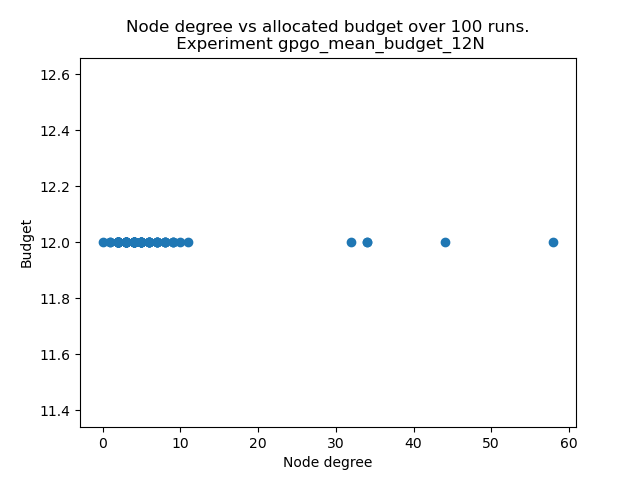 Node degree vs allocated budget over 100 runs.
Experiment gpgo_mean_budget_12N
12.6
12.4
12.2
12.0
11.8
11.6
11.4
Budget
0 10 20 30 40 50 60
Node degree